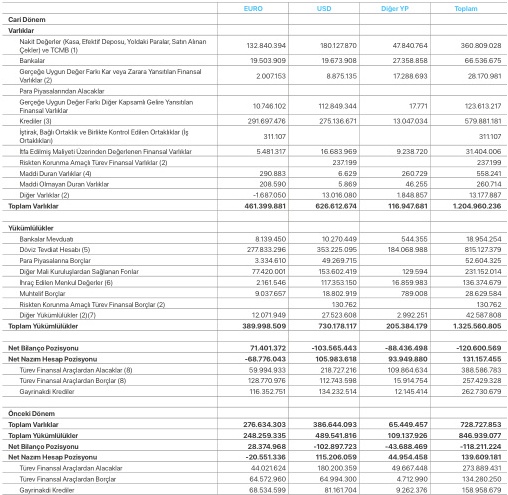 EURO USD Diğer YP Toplam
Cari Dönem
Varlıklar
Nakit Değerler (Kasa, Efektif Deposu, Yoldaki Paralar, Satın Alınan
Çekler) ve TCMB (1) 132.840.394 180.127.870 47.840.764 360.809.028
Bankalar 19.503.909 19.673.908 27.358.858 66.536.675
Gerçeğe Uygun Değer Farkı Kar veya Zarara Yansıtılan Finansal
Varlıklar (2) 2.007.153 8.875.135 17.288.693 28.170.981
Para Piyasalarından Alacaklar
Gerçeğe Uygun Değer Farkı Diğer Kapsamlı Gelire Yansıtılan
Finansal Varlıklar 10.746.102 112.849.344 17.771 123.613.217
Krediler (3) 291.697.476 275.136.671 13.047.034 579.881.181
İştirak, Bağlı Ortaklık ve Birlikte Kontrol Edilen Ortaklıklar (İş
Ortaklıkları) 311.107 311.107
İtfa Edilmiş Maliyeti Üzerinden Değerlenen Finansal Varlıklar 5.481.317 16.683.969 9.238.720 31.404.006
Riskten Korunma Amaçlı Türev Finansal Varlıklar (2) 237.199 237.199
Maddi Duran Varlıklar (4) 290.883 6.629 260.729 558.241
Maddi Olmayan Duran Varlıklar 208.590 5.869 46.255 260.714
Diğer Varlıklar (2) -1.687.050 13.016.080 1.848.857 13.177.887
Toplam Varlıklar 461.399.881 626.612.674 116.947.681 1.204.960.236
Yükümlülükler
Bankalar Mevduatı 8.139.450 10.270.449 544.355 18.954.254
Döviz Tevdiat Hesabı (5) 277.833.296 353.225.095 184.068.988 815.127.379
Para Piyasalarına Borçlar 3.334.610 49.269.715 52.604.325
Diğer Mali Kuruluşlardan Sağlanan Fonlar 77.420.001 153.602.419 129.594 231.152.014
İhraç Edilen Menkul Değerler (6) 2.161.546 117.353.150 16.859.983 136.374.679
Muhtelif Borçlar 9.037.657 18.802.919 789.008 28.629.584
Riskten Korunma Amaçlı Türev Finansal Borçlar (2) 130.762 130.762
Diğer Yükümlülükler (2)(7) 12.071.949 27.523.608 2.992.251 42.587.808
Toplam Yükümlülükler 389.998.509 730.178.117 205.384.179 1.325.560.805
Net Bilanço Pozisyonu 71.401.372 -103.565.443 -88.436.498 -120.600.569
Net Nazım Hesap Pozisyonu -68.776.043 105.983.618 93.949.880 131.157.455
Türev Finansal Araçlardan Alacaklar (8) 59.994.933 218.727.216 109.864.634 388.586.783
Türev Finansal Araçlardan Borçlar (8) 128.770.976 112.743.598 15.914.754 257.429.328
Gayrinakdi Krediler 116.352.751 134.232.514 12.145.414 262.730.679
Önceki Dönem
Toplam Varlıklar 276.634.303 386.644.093 65.449.457 728.727.853
Toplam Yükümlülükler 248.259.335 489.541.816 109.137.926 846.939.077
Net Bilanço Pozisyonu 28.374.968 -102.897.723 -43.688.469 -118.211.224
Net Nazım Hesap Pozisyonu -20.551.336 115.206.059 44.954.458 139.609.181
Türev Finansal Araçlardan Alacaklar 44.021.624 180.200.359 49.667.448 273.889.431
Türev Finansal Araçlardan Borçlar 64.572.960 64.994.300 4.712.990 134.280.250
Gayrinakdi Krediler 68.534.599 81.161.704 9.262.376 158.958.679